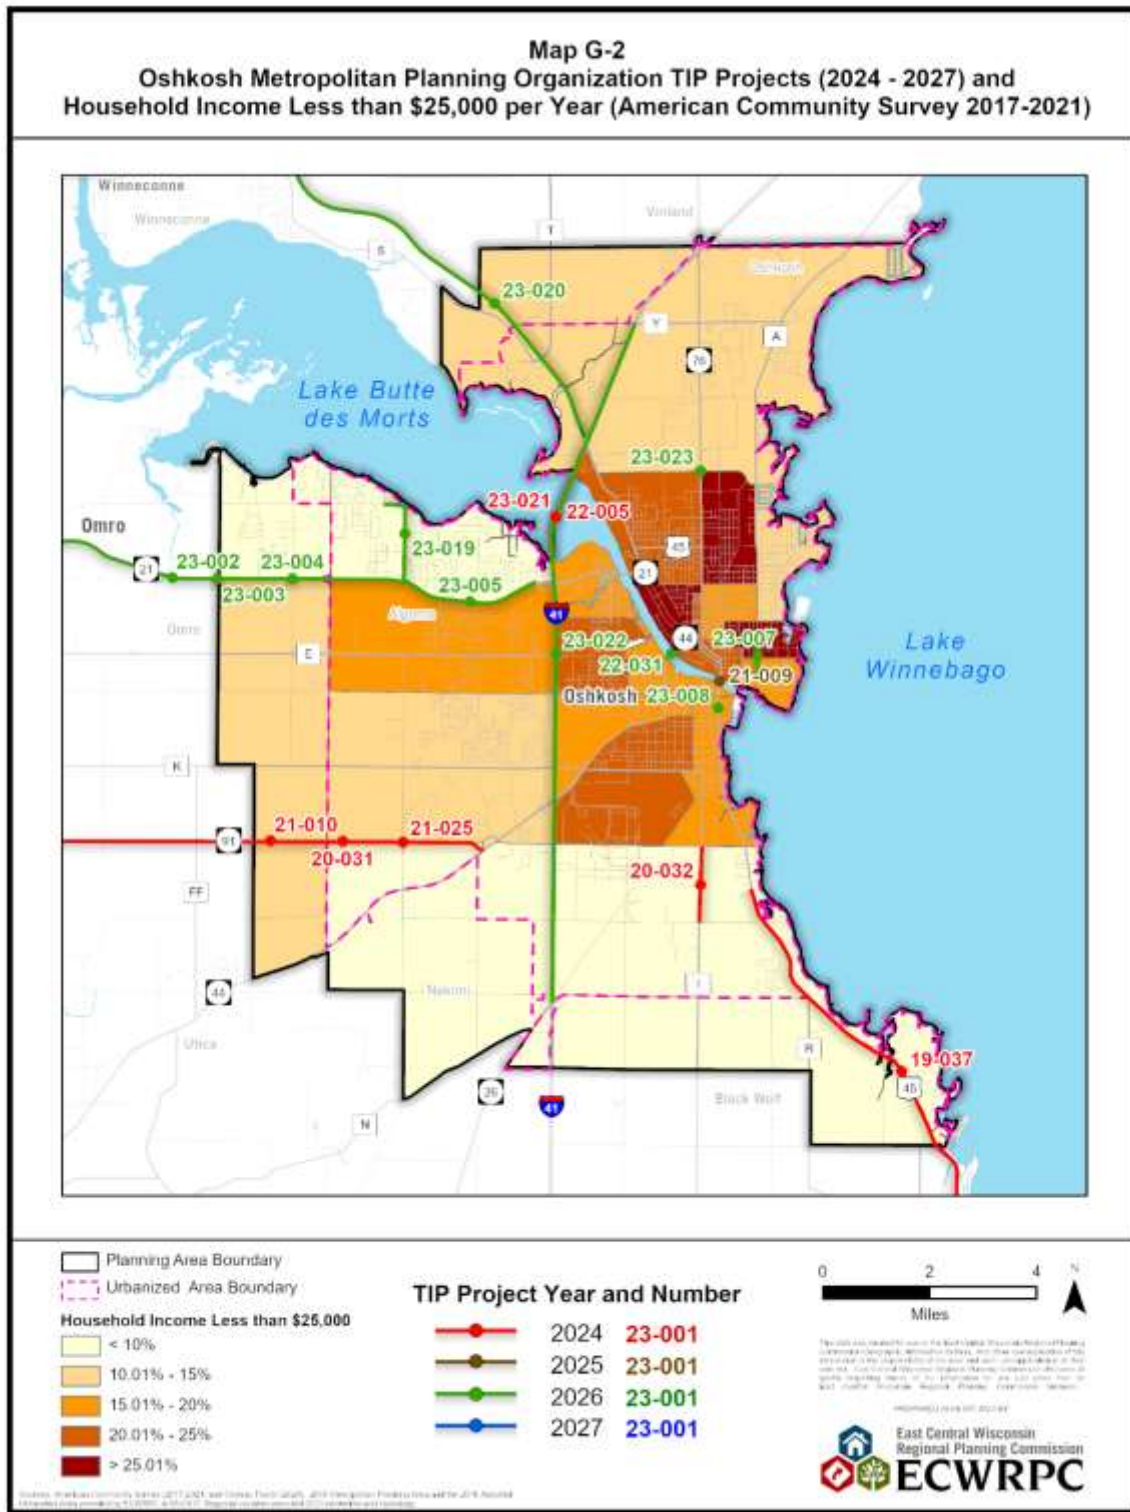 Map G-2
Oshkosh Metropolitan Planning Organization TIP Projects (2024 - 2027) and
Household Income Less than $25,000 per Year (American Community Survey 2017-2021)
Winneconne
Winneconne
Vinland
T
S
Oshkosh
23-020
Y
A
76
Lake Butte
des Morts
23-023
23-021
22-005
Omro
23-019
45
21
23-002
23-004
21
23-003
23-005
Algoma
41
Omro
44
23-007
E
23-022
22-031
Lake
Winnebago
21-009
Oshkosh
23-008
K
21-010
21-025
91
20-031
20-032
FF
44
Nekimi
I
Utica
R
19-037
26
41
45
Black Wolf
N
Planning Area Boundary
Urbanized Area Boundary
Household Income Less than $25,000
< 10%
10.01% - 15%
15.01% - 20%
20.01% - 25%
> 25.01%
TIP Project Year and Number
2024 23-001
2025 23-001
2026 23-001
2027 23-001
0 2 4
Miles
N
East Central Wisconsin
Regional Planning Commission
ECWRPC